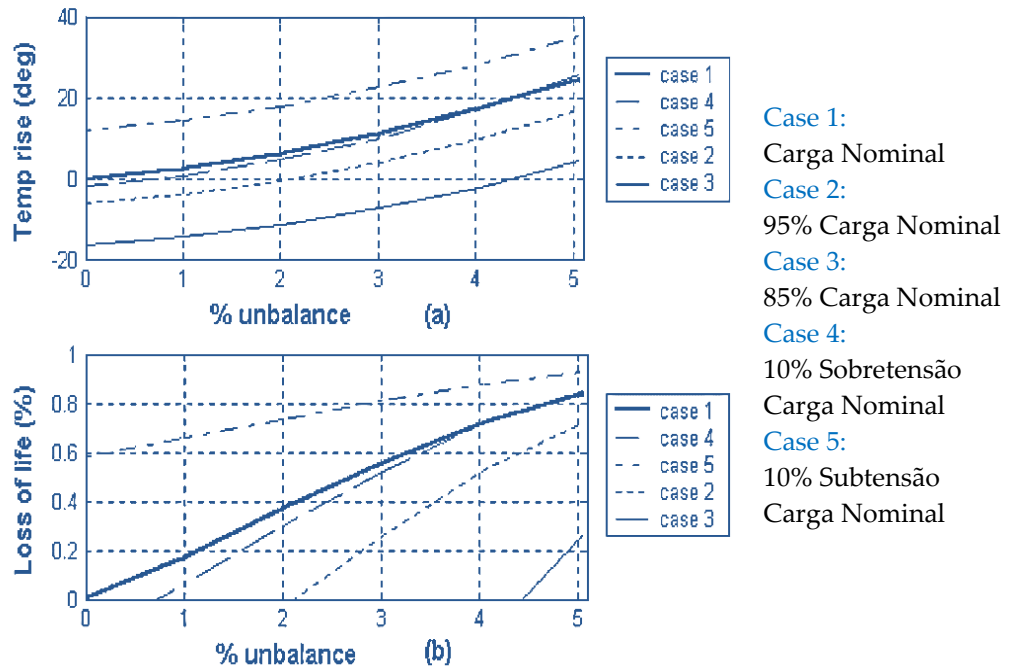 40
20
0
-20
Temp rise (deg)
0 1 2 3 4 5
% unbalance (a)
case 1
case 4
case 5
case 2
case 3
1
0.8
0.6
0.4
0.2
0
Loss of life (%)
0 1 2 3 4 5
% unbalance (b)
case 1
case 4
case 5
case 2
case 3
Case 1:
Carga Nominal
Case 2:
95% Carga Nominal
Case 3:
85% Carga Nominal
Case 4:
10% Sobretensão
Carga Nominal
Case 5:
10% Subtensão
Carga Nominal